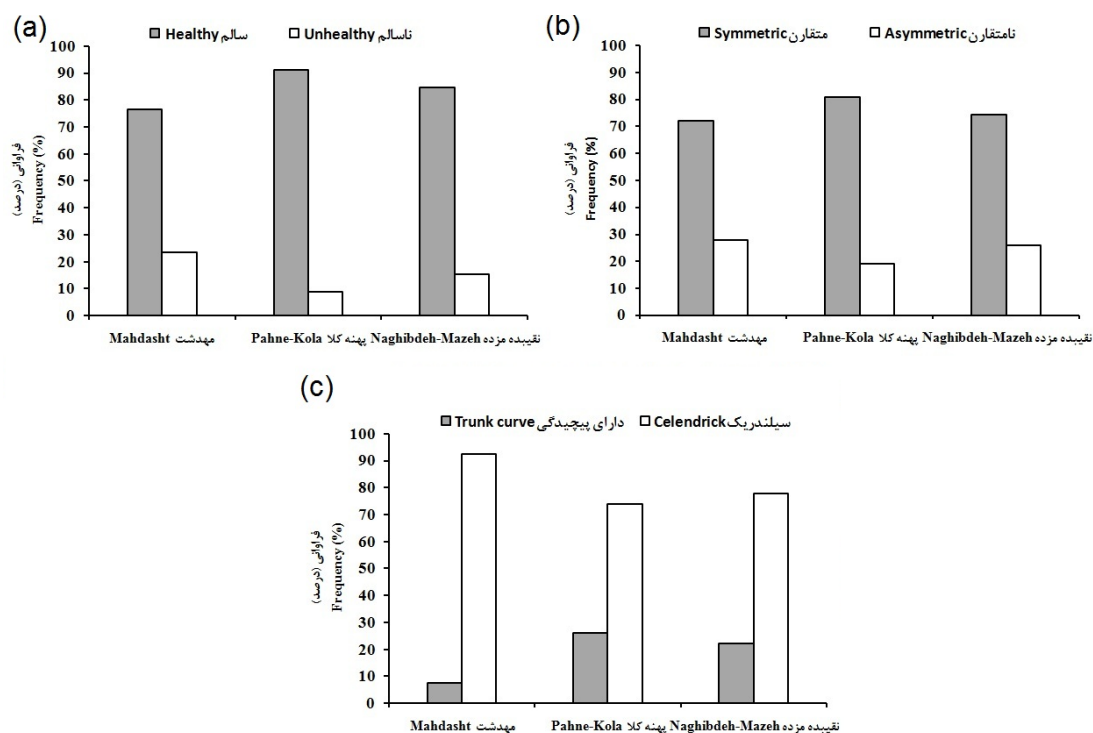 (a)
سالم Healthy ناسالم Unhealthy
100
90
80
70
60
50
40
30
20
10
0
فراوانی (درصد)
Frequency (%)
مهدشت Mahdasht
پهنه کلا Pahne-Kola
نقیبده مزده Naghibdeh-Mazeh
(b)
متقارن Symmetric نامتقارن Asymmetric
100
90
80
70
60
50
40
30
20
10
0
فراوانی (درصد)
Frequency (%)
مهدشت Mahdasht
پهنه کلا Pahne-Kola
نقیبده مزده Naghibdeh-Mazeh
(c)
دارای پیچیدگی Trunk curve سیلندریک Celendrick
100
90
80
70
60
50
40
30
20
10
0
فراوانی (درصد)
Frequency (%)
مهدشت Mahdasht
پهنه کلا Pahne-Kola
نقیبده مزده Naghibdeh-Mazeh